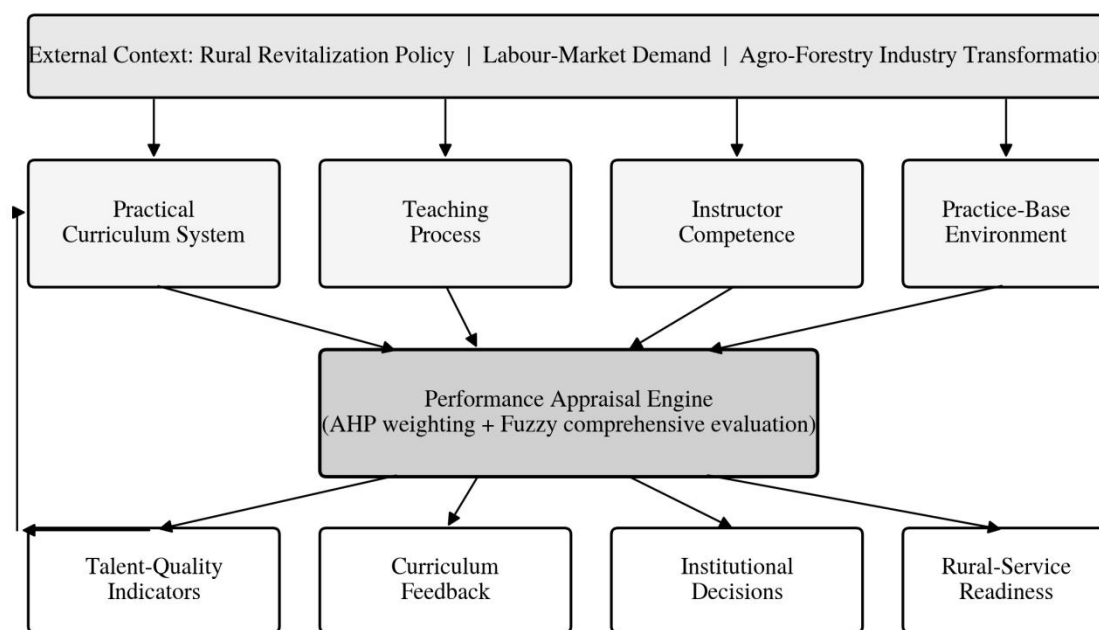 External Context: Rural Revitalization Policy | Labour-Market Demand | Agro-Forestry Industry Transformation
Practical
Curriculum System
Teaching
Process
Instructor
Competence
Practice-Base
Environment
Performance Appraisal Engine
(AHP weighting + Fuzzy comprehensive evaluation)
Talent-Quality
Indicators
Curriculum
Feedback
Institutional
Decisions
Rural-Service
Readiness